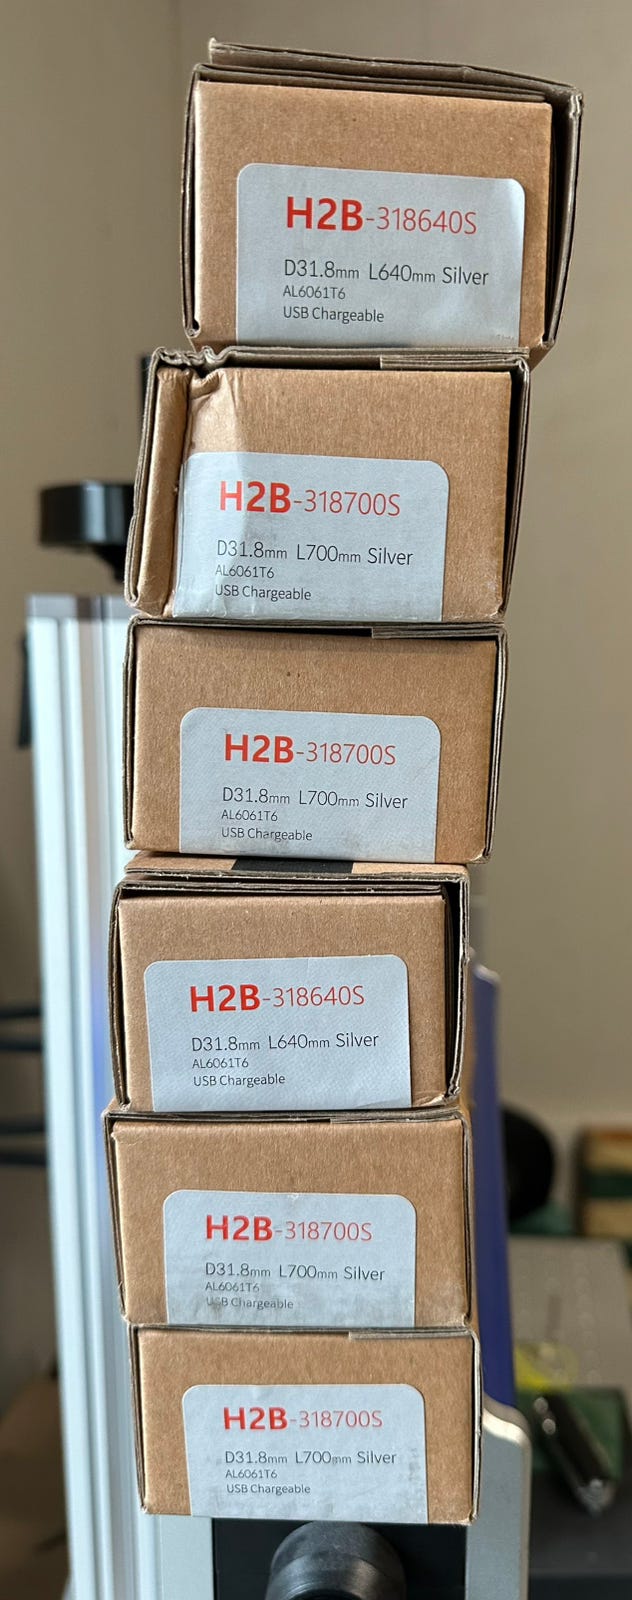 H2B-318640S
D31.8mm L640mm Silver
AL6061T6
USB Chargeable
H2B-318700S
D31.8mm L700mm Silver
AL6061T6
USB Chargeable
H2B-318700S
D31.8mm L700mm Silver
AL6061T6
USB Chargeable
H2B-318640S
D31.8mm L640mm Silver
AL6061T6
USB Chargeable
H2B-318700S
D31.8mm L700mm Silver
AL6061T6
USB Chargeable
H2B-318700S
D31.8mm L700mm Silver
AL6061T6
USB Chargeable